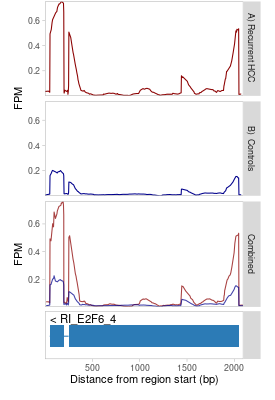 0.6
0.4
0.2
FPM
A) Recurrent HCC
0.6
0.4
0.2
B) Controls
0.6
0.4
0.2
FPM
Combined
< RI_E2F6_4
500
1000
1500
2000
Distance from region start (bp)